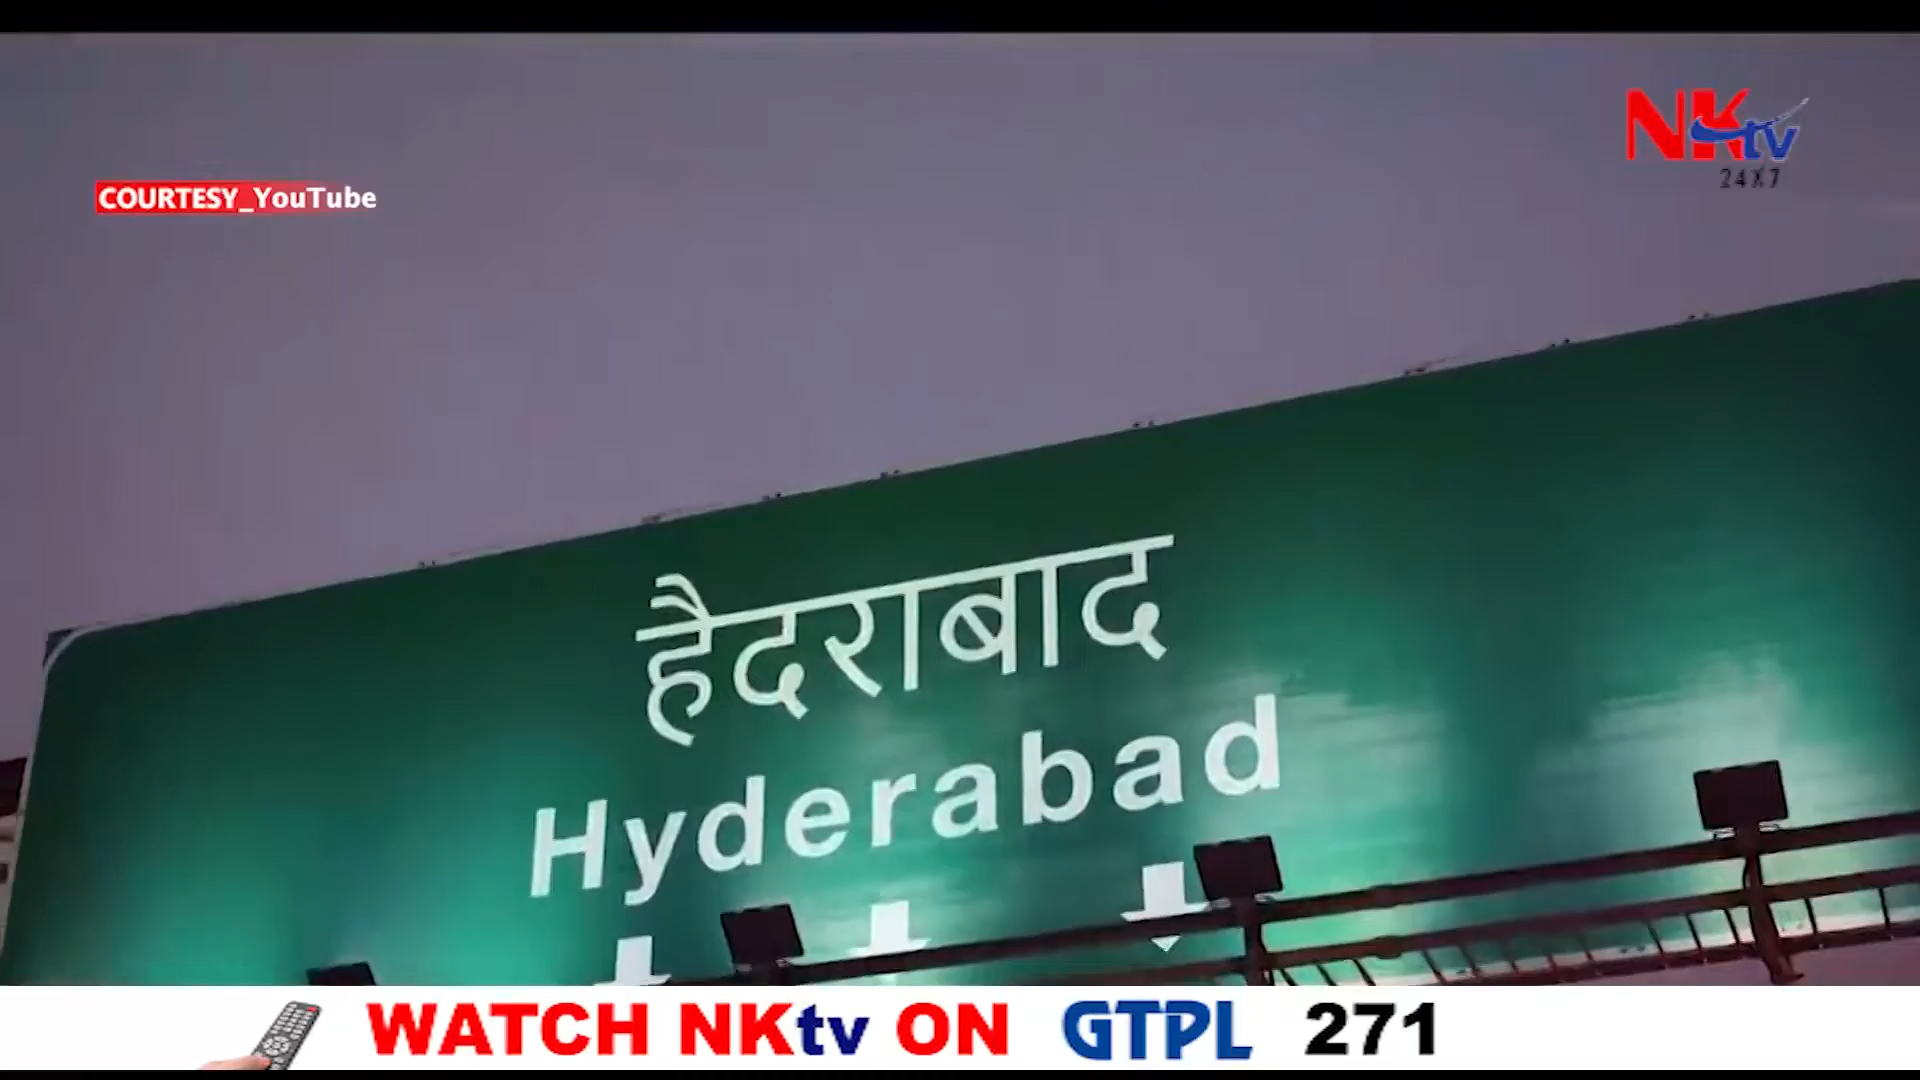 NKtv
24X7
COURTESY_YouTube
हैदराबाद
Hyderabad
WATCH NKtv ON GTPL 271